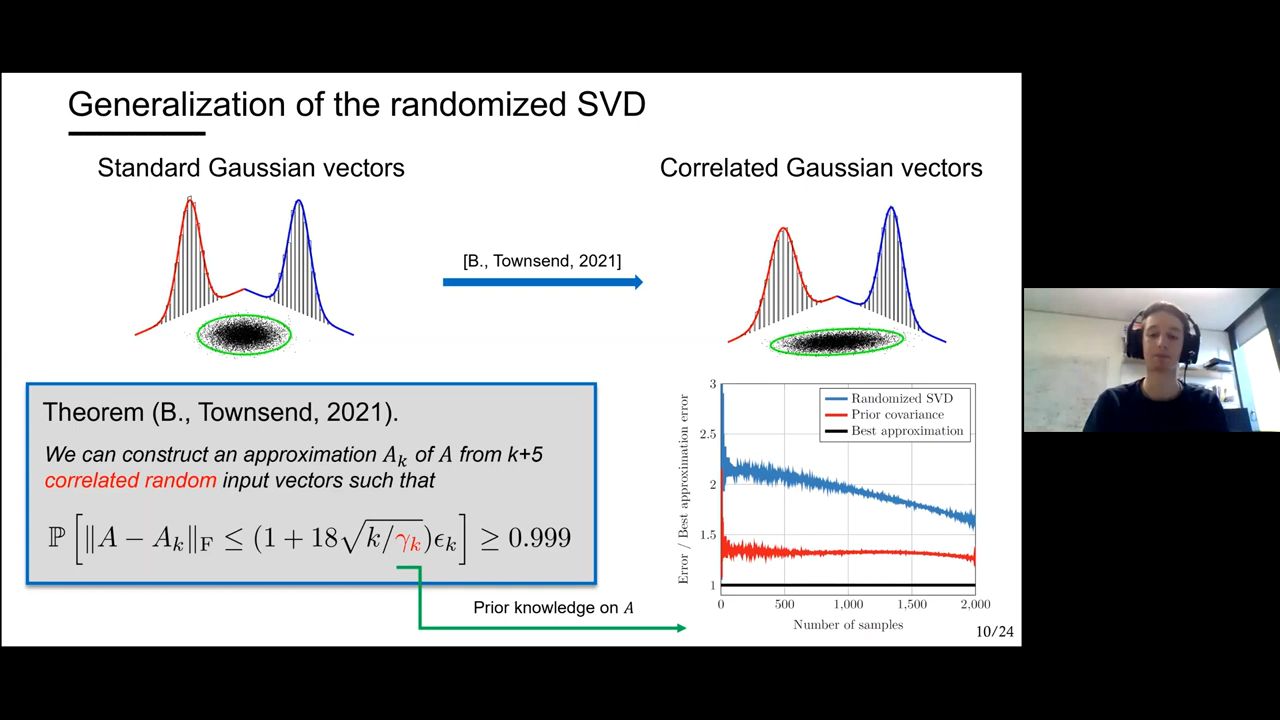 Generalization of the randomized SVD
Standard Gaussian vectors
Correlated Gaussian vectors
[B., Townsend, 2021]
Theorem (B., Townsend, 2021).
We can construct an approximation A_k of A from k+5
correlated random input vectors such that
ℙ[‖A − A_k‖_F ≤ (1 + 18√(k/γ_k))ϵ_k] ≥ 0.999
Prior knowledge on A
Error / Best approximation error
3
2.5
2
1.5
1
Randomized SVD
Prior covariance
Best approximation
0 500 1,000 1,500 2,000
Number of samples
10/24